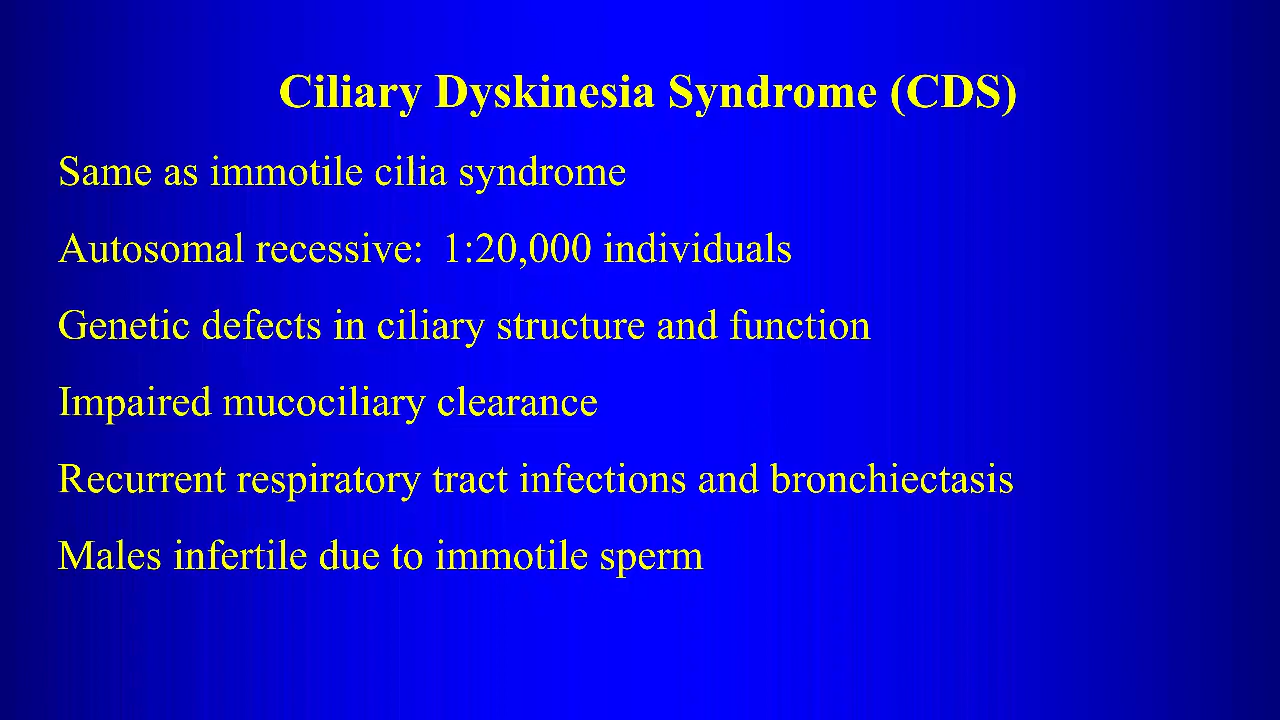 Ciliary Dyskinesia Syndrome (CDS)
Same as immotile cilia syndrome
Autosomal recessive: 1:20,000 individuals
Genetic defects in ciliary structure and function
Impaired mucociliary clearance
Recurrent respiratory tract infections and bronchiectasis
Males infertile due to immotile sperm